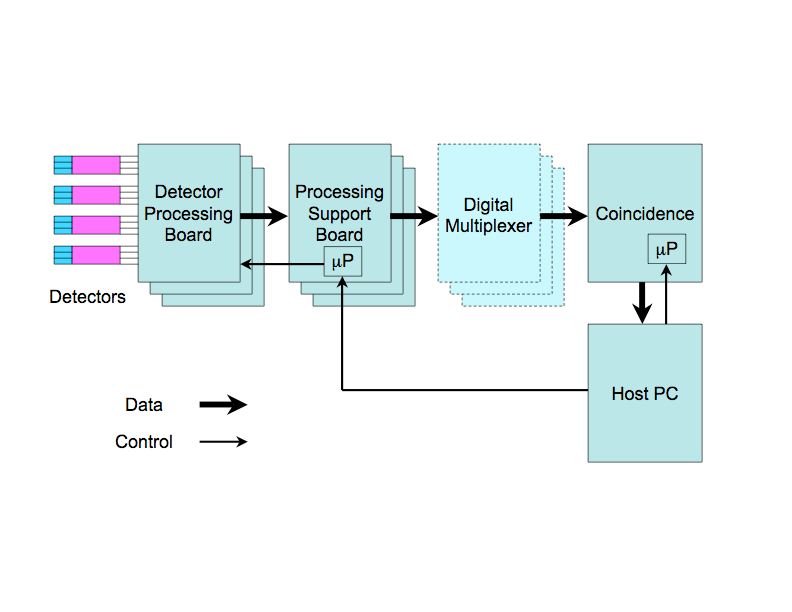 Detector
Processing
Board
Processing
Support
Board
μP
Digital
Multiplexer
Coincidence
μP
Detectors
Host PC
Data
Control